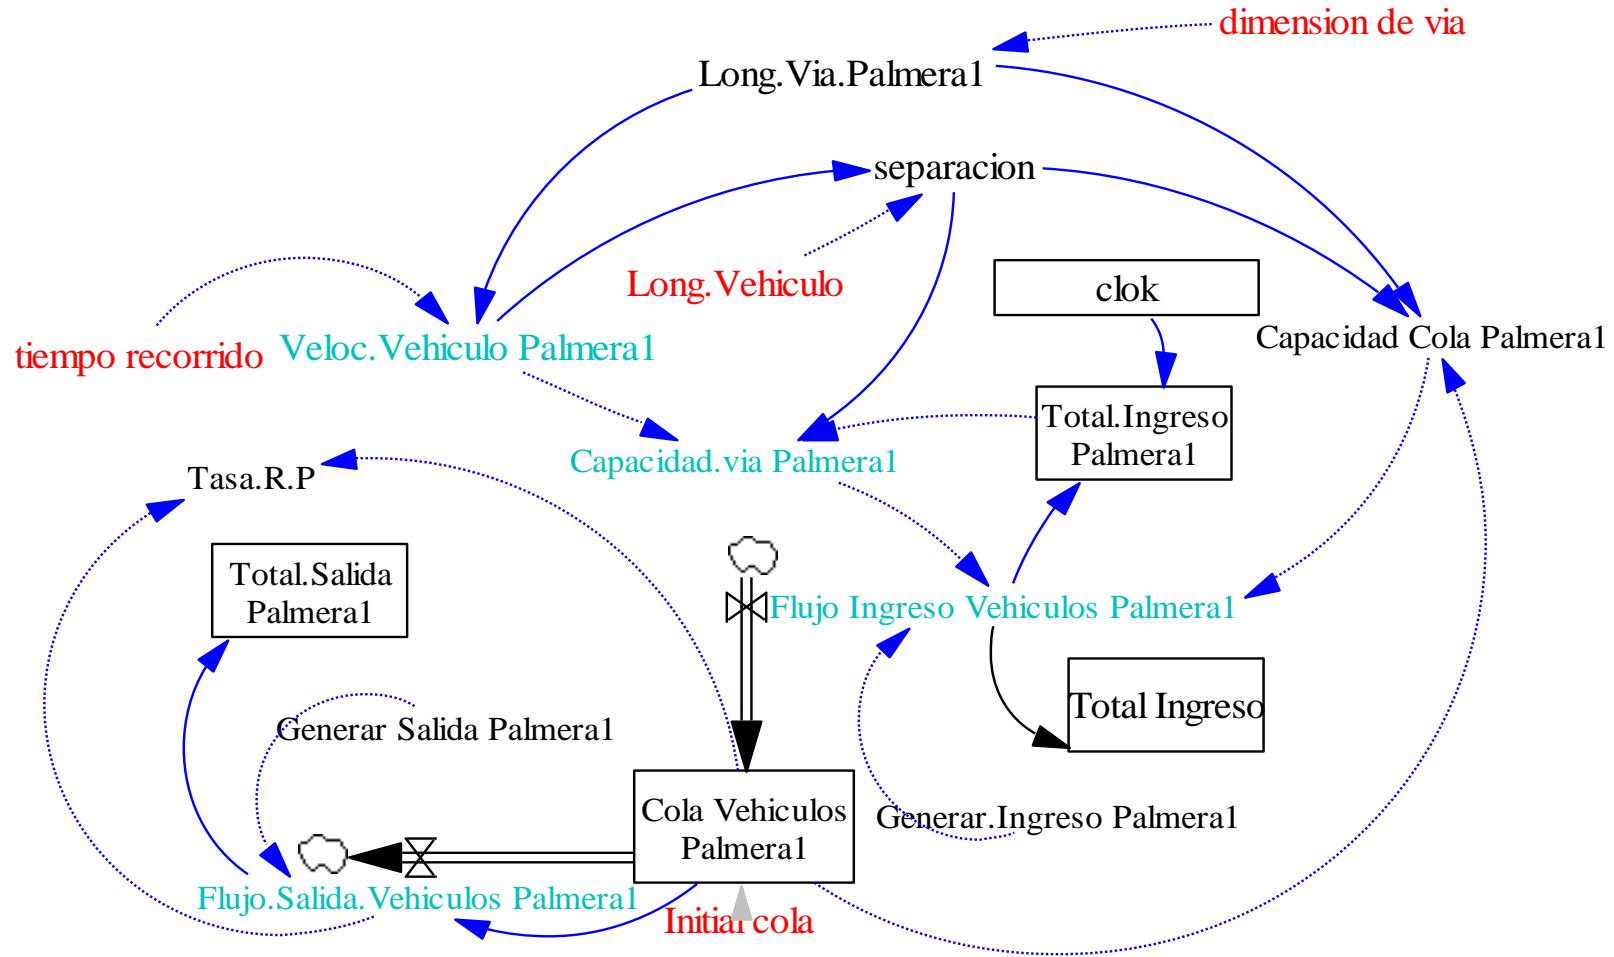 dimension de via
Long.Via.Palmera1
separacion
Long.Vehiculo
clok
tiempo recorrido
Veloc.Vehiculo Palmera1
Capacidad Cola Palmera1
Total.Ingreso
Palmera1
Capacidad.via Palmera1
Tasa.R.P
Total.Salida
Palmera1
Flujo Ingreso Vehiculos Palmera1
Total Ingreso
Generar Salida Palmera1
Cola Vehiculos
Palmera1
Generar.Ingreso Palmera1
Flujo.Salida.Vehiculos Palmera1
Initial cola